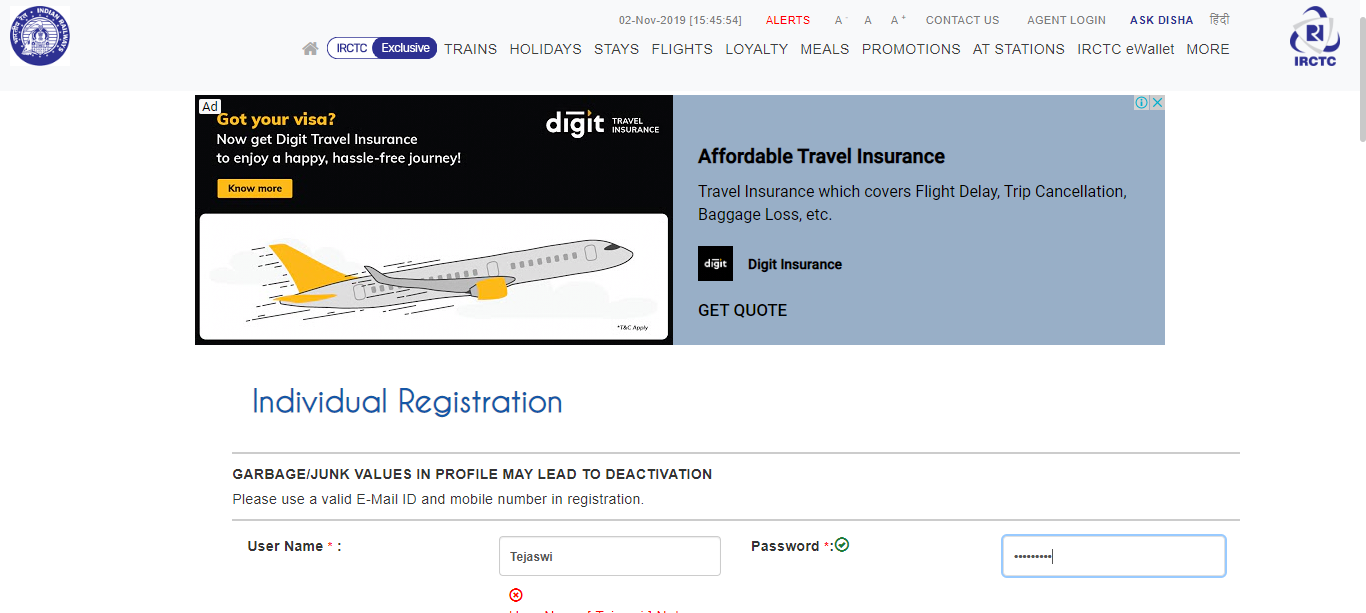 INDIAN RAILWAYS
02-Nov-2019 [15:45:54] ALERTS A- A A+ CONTACT US AGENT LOGIN ASK DISHA हिंदी
IRCTC Exclusive TRAINS HOLIDAYS STAYS FLIGHTS LOYALTY MEALS PROMOTIONS AT STATIONS IRCTC eWallet MORE
IRCTC
Ad
Got your visa?
Now get Digit Travel Insurance
to enjoy a happy, hassle-free journey!
Know more
digit TRAVEL
INSURANCE
*T&C Apply
Affordable Travel Insurance
Travel Insurance which covers Flight Delay, Trip Cancellation,
Baggage Loss, etc.
digit Digit Insurance
GET QUOTE
Individual Registration
GARBAGE/JUNK VALUES IN PROFILE MAY LEAD TO DEACTIVATION
Please use a valid E-Mail ID and mobile number in registration.
User Name * : Tejaswi Password *: •••••••••